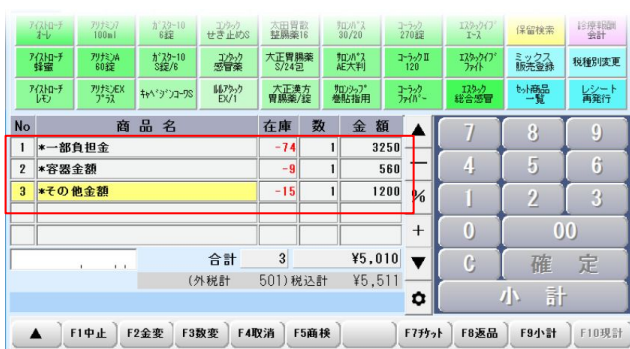 ｱｲｽﾄﾛｰﾁ ﾐｰﾙ ｱﾘﾅﾐﾝ7 100ml ｶﾞｽﾀｰ10 6錠 ｴﾝｸｯｸ せき止めS 太田胃散 整腸薬16 ｻﾛﾝﾊﾟｽ 30/20 ｺｰﾗｯｸ 270錠 ｴｽﾀｯｸｲﾌﾞ ｴｰｽ 保留検索 診療報酬 会計
ｱｲｽﾄﾛｰﾁ 蜂蜜 ｱﾘﾅﾐﾝA 60錠 ｶﾞｽﾀｰ10 S錠/6 ｺﾝﾀｯｸ 感冒薬 大正胃腸薬 S/24包 ｻﾛﾝﾊﾟｽ AE大判 ｺｰﾗｯｸⅡ 120 ｴｽﾀｯｸｲﾌﾞ ﾌｧｲﾄ ミックス 販売登録 税種別変更
ｱｲｽﾄﾛｰﾁ ﾚﾓﾝ ｱﾘﾅﾐﾝEX ﾌﾟﾗｽ ｷｬﾍﾞｼﾞﾝｺｰﾜS ﾙﾙｱﾀｯｸ EX/1 大正漢方 胃腸薬/錠 ｻﾛﾝｼｯﾌﾟ 巻貼指用 ｺｰﾗｯｸ ﾌｧｲﾊﾞｰ ｴｽﾀｯｸ 総合感冒 ｾｯﾄ商品 一覧 レシート 再発行
No 商 品 名 在庫 数 金 額 ▲ 7 8 9
1 *一部負担金 -74 1 3250
2 *容器金額 -9 1 560 ー 4 5 6
3 *その他金額 -15 1 1200 % 1 2 3
+ 0 00
合計 3 ¥5,010 ▼ C 確 定
(外税計 501)税込計 ¥5,511
小 計
▲ F1中止 F2金変 F3数変 F4取消 F5商検 F7ﾁｹｯﾄ F8返品 F9小計 F10現計